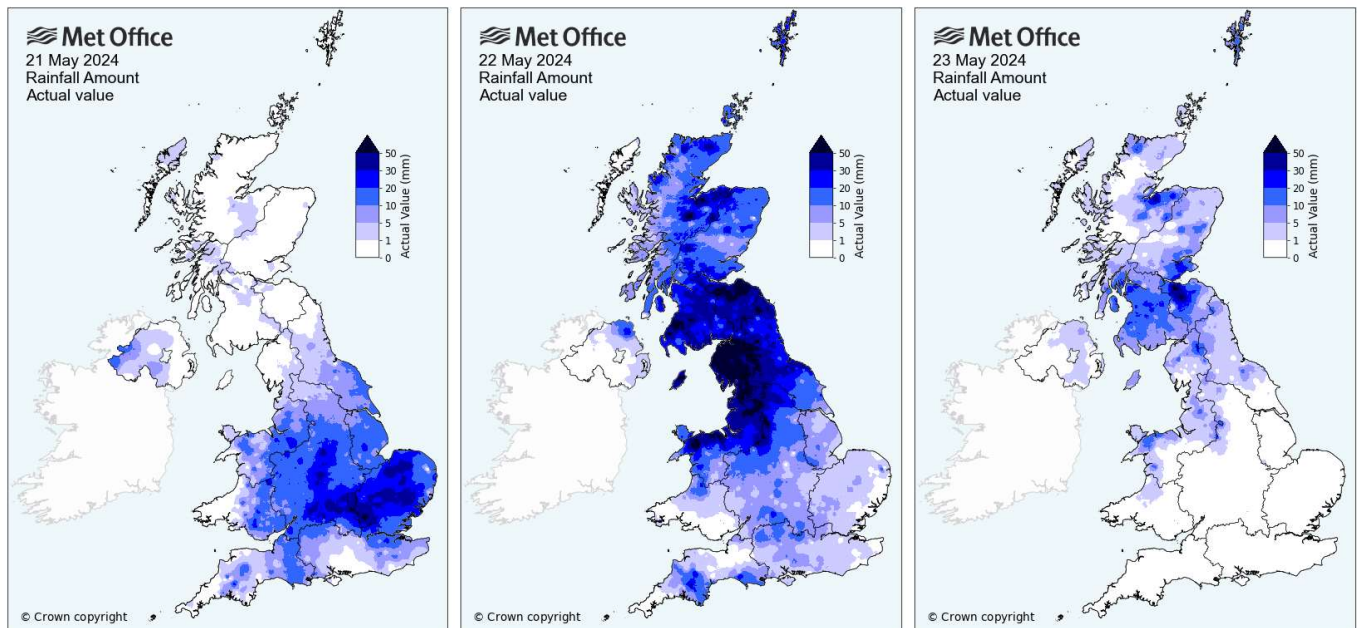 Met Office
21 May 2024
Rainfall Amount
Actual value
50
30
20
10
5
1
0
Actual Value (mm)
© Crown copyright
Met Office
22 May 2024
Rainfall Amount
Actual value
50
30
20
10
5
1
0
Actual Value (mm)
© Crown copyright
Met Office
23 May 2024
Rainfall Amount
Actual value
50
30
20
10
5
1
0
Actual Value (mm)
© Crown copyright